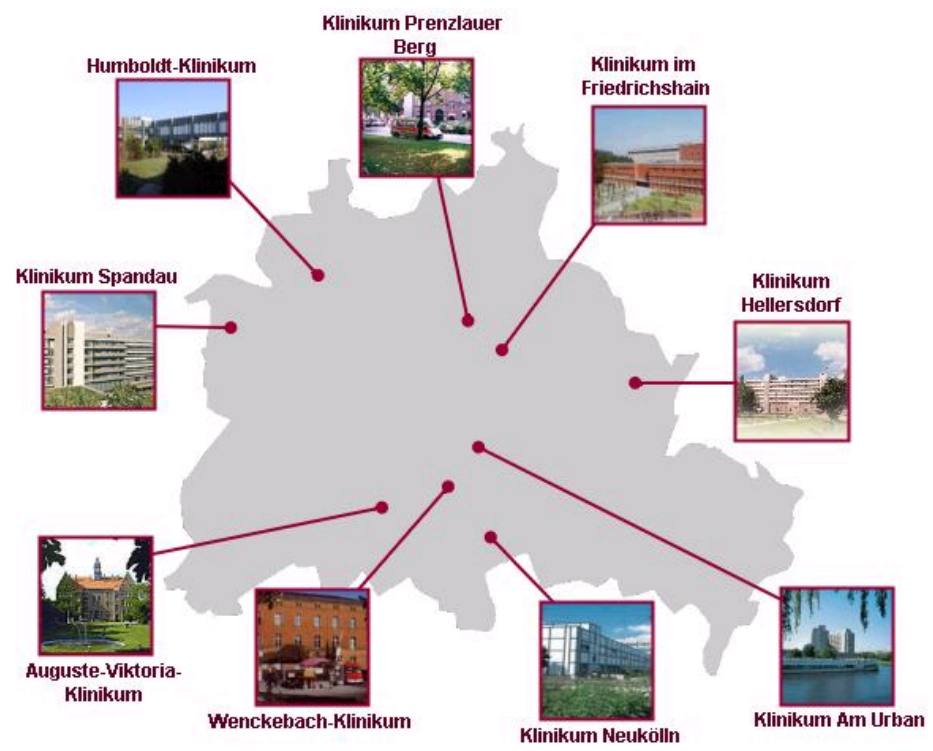 Klinikum Prenzlauer
Berg
Humboldt-Klinikum
Klinikum im
Friedrichshain
Klinikum Spandau
Klinikum
Hellersdorf
Auguste-Viktoria-
Klinikum
Wenckebach-Klinikum
Klinikum Neukölln
Klinikum Am Urban